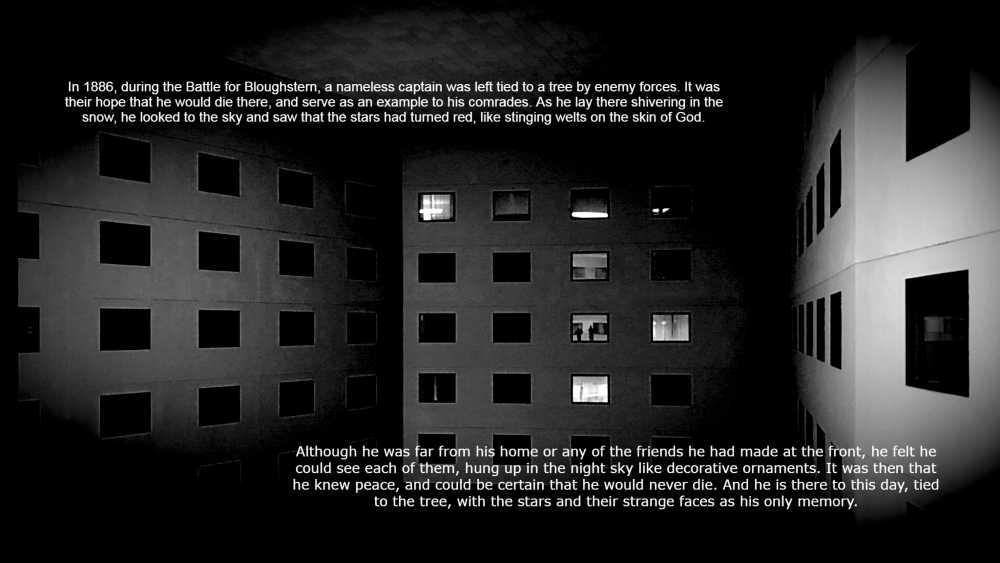 In 1886, during the Battle for Bloughstern, a nameless captain was left tied to a tree by enemy forces. It was
their hope that he would die there, and serve as an example to his comrades. As he lay there shivering in the
snow, he looked to the sky and saw that the stars had turned red, like stinging welts on the skin of God.
Although he was far from his home or any of the friends he had made at the front, he felt he
could see each of them, hung up in the night sky like decorative ornaments. It was then that
he knew peace, and could be certain that he would never die. And he is there to this day, tied
to the tree, with the stars and their strange faces as his only memory.